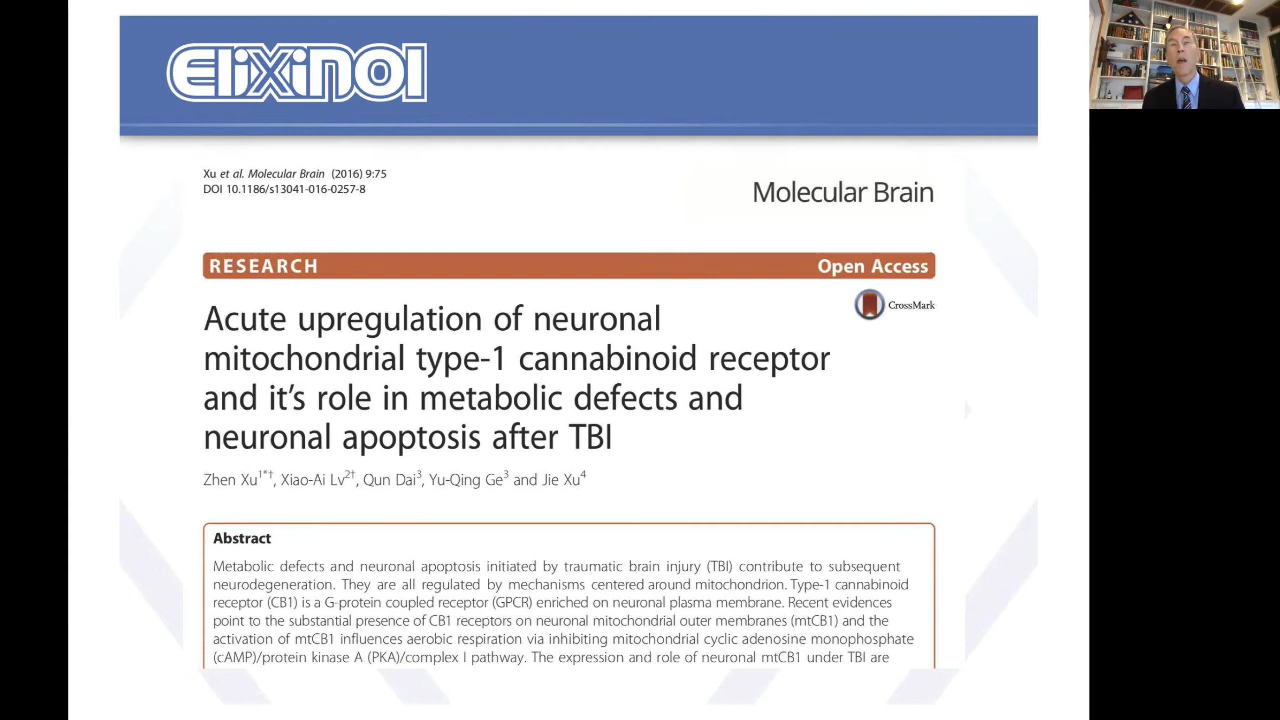 Elixinol
Xu et al. Molecular Brain (2016) 9:75
DOI 10.1186/s13041-016-0257-8
Molecular Brain
RESEARCH Open Access
CrossMark
Acute upregulation of neuronal
mitochondrial type-1 cannabinoid receptor
and it's role in metabolic defects and
neuronal apoptosis after TBI
Zhen Xu1*†, Xiao-Ai Lv2†, Qun Dai3, Yu-Qing Ge3 and Jie Xu4
Abstract
Metabolic defects and neuronal apoptosis initiated by traumatic brain injury (TBI) contribute to subsequent
neurodegeneration. They are all regulated by mechanisms centered around mitochondrion. Type-1 cannabinoid
receptor (CB1) is a G-protein coupled receptor (GPCR) enriched on neuronal plasma membrane. Recent evidences
point to the substantial presence of CB1 receptors on neuronal mitochondrial outer membranes (mtCB1) and the
activation of mtCB1 influences aerobic respiration via inhibiting mitochondrial cyclic adenosine monophosphate
(cAMP)/protein kinase A (PKA)/complex I pathway. The expression and role of neuronal mtCB1 under TBI are